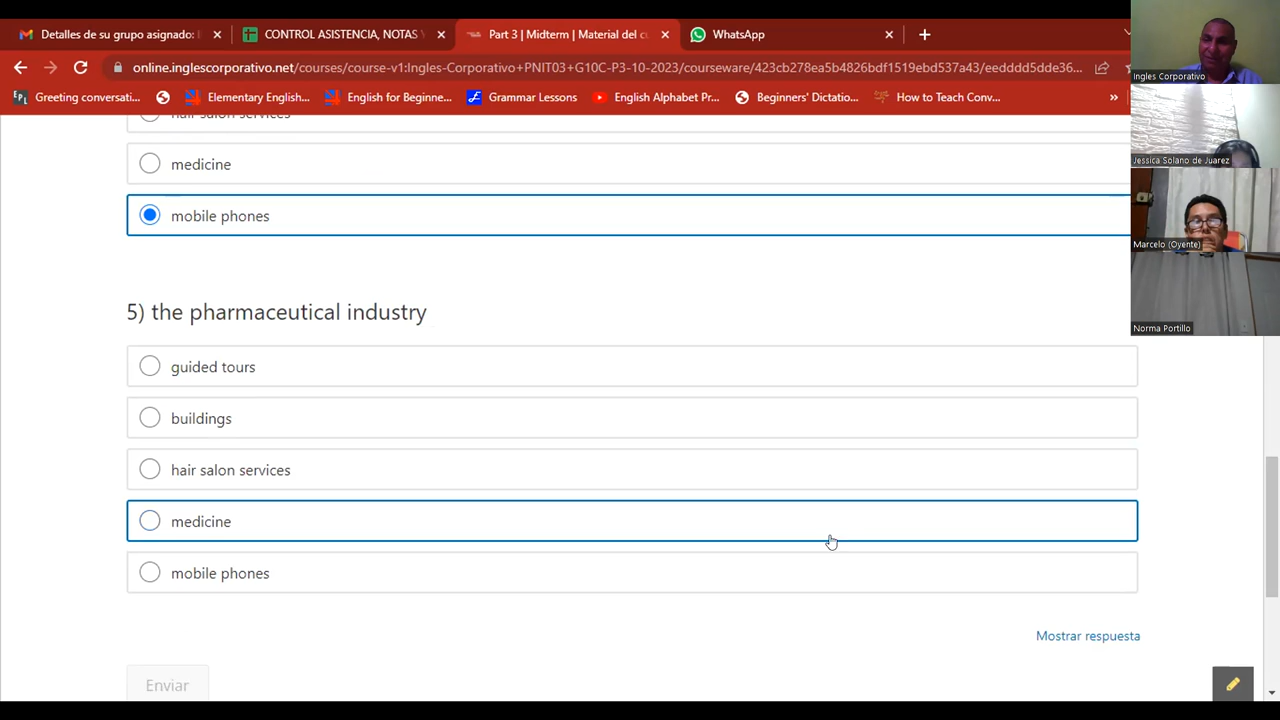 Detalles de su grupo asignado: I
CONTROL ASISTENCIA, NOTAS Y
Part 3 | Midterm | Material del cu
WhatsApp
online.inglescorporativo.net/courses/course-v1:Ingles-Corporativo+PNIT03+G10C-P3-10-2023/courseware/423cb278ea5b4826bdf1519ebd537a43/eedddd5dde36...
Greeting conversati...
Elementary English...
English for Beginne...
Grammar Lessons
English Alphabet Pr...
Beginners' Dictatio...
How to Teach Conv...
»
Ingles Corporativo
Jessica Solano de Juarez
Marcelo (Oyente)
Norma Portillo
hair salon services
medicine
mobile phones
5) the pharmaceutical industry
guided tours
buildings
hair salon services
medicine
mobile phones
Mostrar respuesta
Enviar